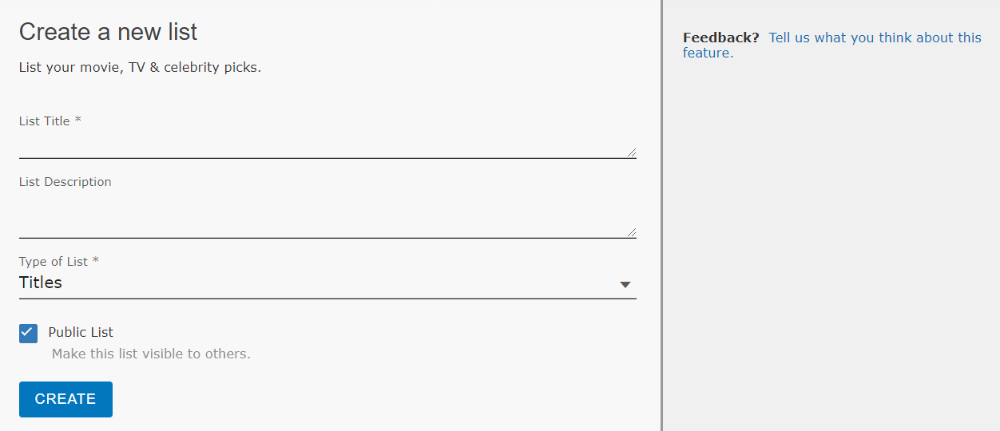 Create a new list
List your movie, TV & celebrity picks.
List Title *
List Description
Type of List *
Titles
Public List
Make this list visible to others.
CREATE
Feedback? Tell us what you think about this
feature.